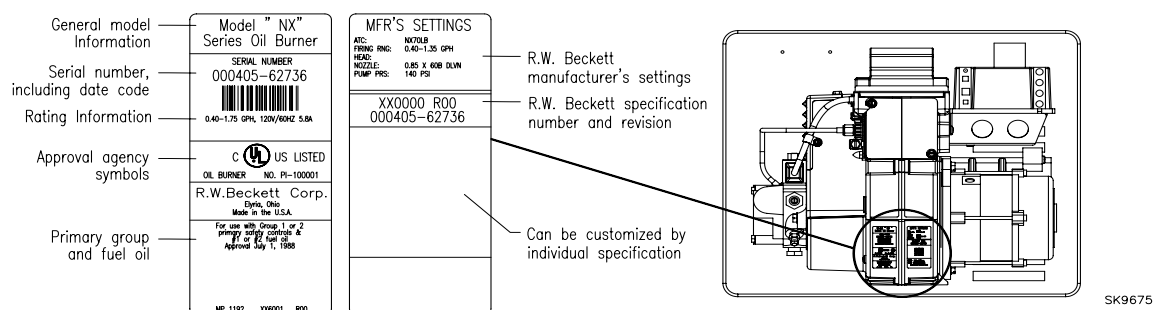 General model
Information
Serial number,
including date code
Rating Information
Approval agency
symbols
Primary group
and fuel oil
Model " NX"
Series Oil Burner
SERIAL NUMBER
000405-62736
0.40-1.75 GPH, 120V/60HZ 5.8A
C UL US LISTED
OIL BURNER NO. PI-100001
R.W.Beckett Corp.
Elyria, Ohio
Made in the U.S.A.
For use with Group 1 or 2
primary safety controls &
#1 or #2 fuel oil
Approval July 1, 1988
MP 1192 XX6001 R00
MFR'S SETTINGS
ATC: NX70LB
FIRING RNG: 0.40-1.35 GPH
HEAD:
NOZZLE: 0.85 X 60B DLVN
PUMP PRS: 140 PSI
XX0000 R00
000405-62736
R.W. Beckett
manufacturer's settings
R.W. Beckett specification
number and revision
Can be customized by
individual specification
SK9675